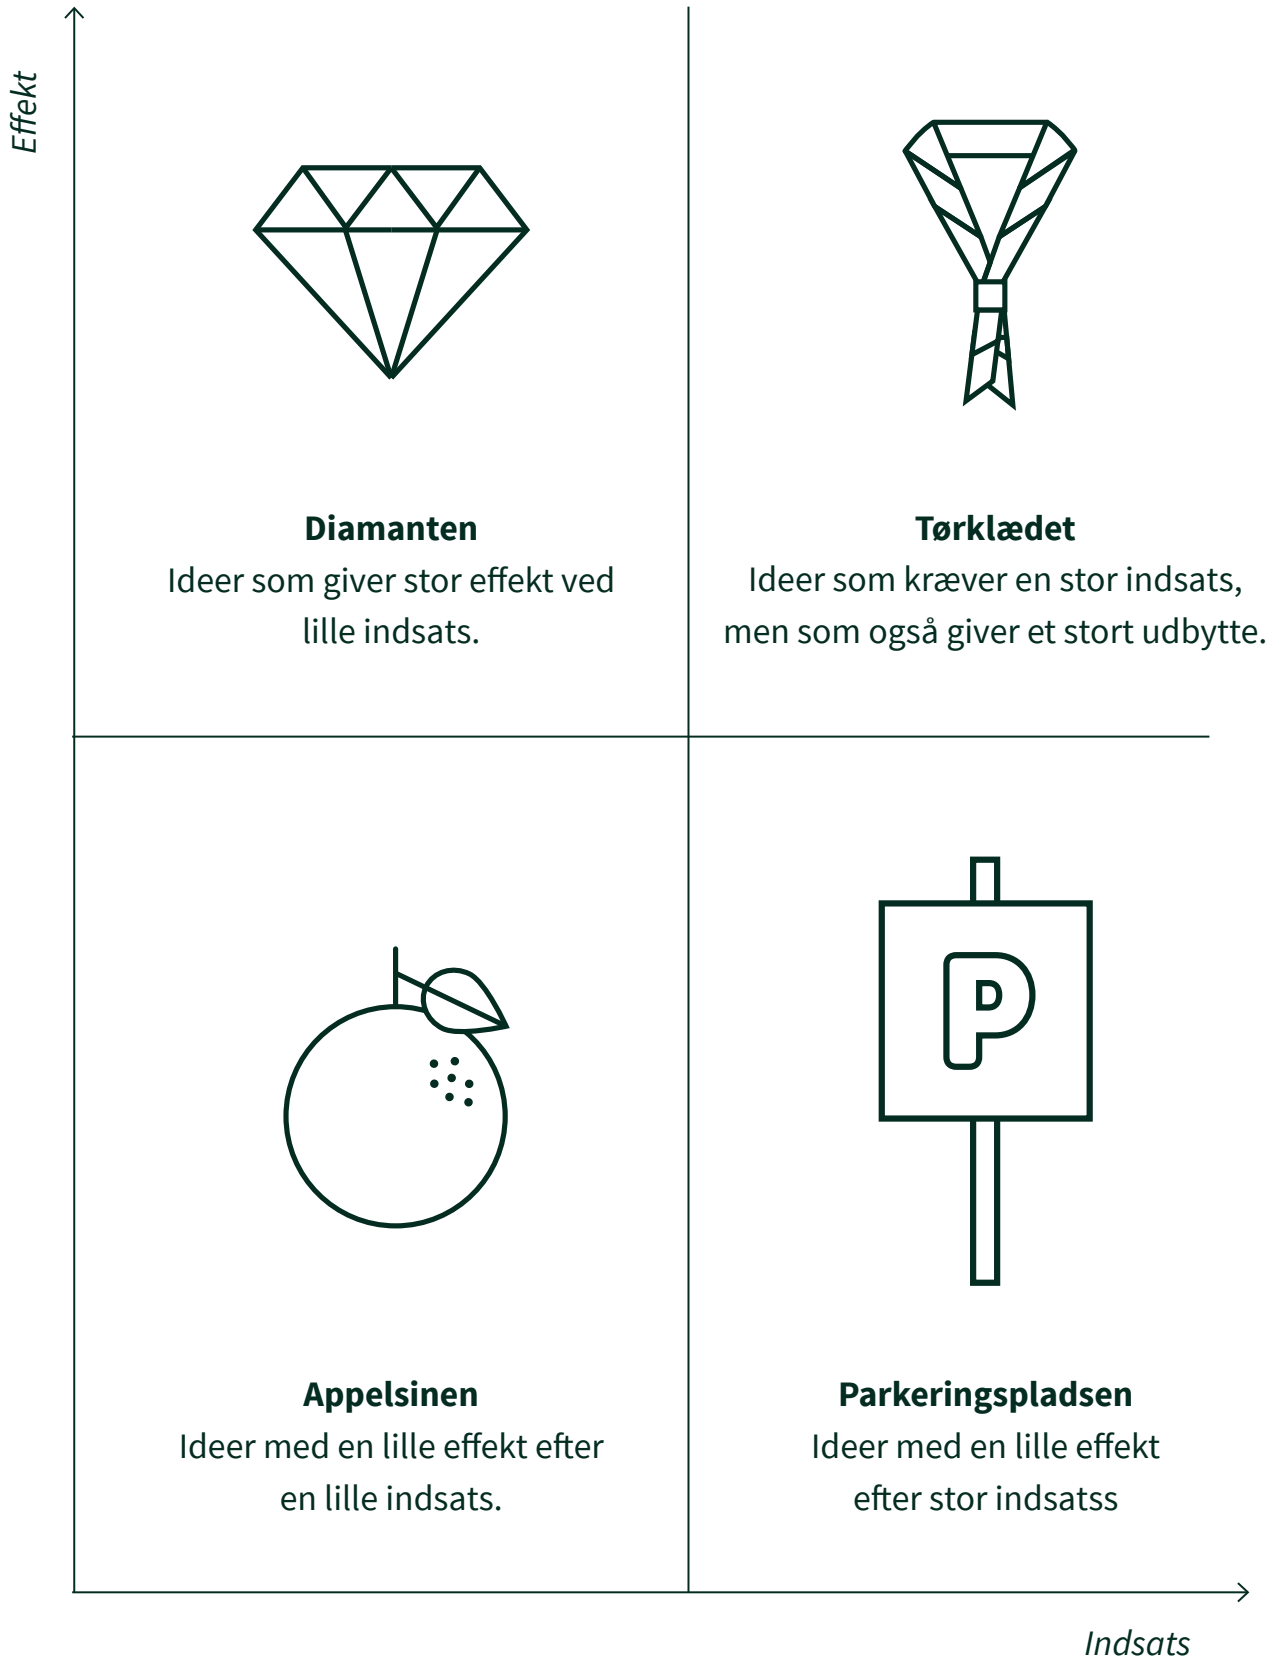 Effekt
Diamanten
Ideer som giver stor effekt ved
lille indsats.
Tørklædet
Ideer som kræver en stor indsats,
men som også giver et stort udbytte.
P
Appelsinen
Ideer med en lille effekt efter
en lille indsats.
Parkeringspladsen
Ideer med en lille effekt
efter stor indsatss
Indsats